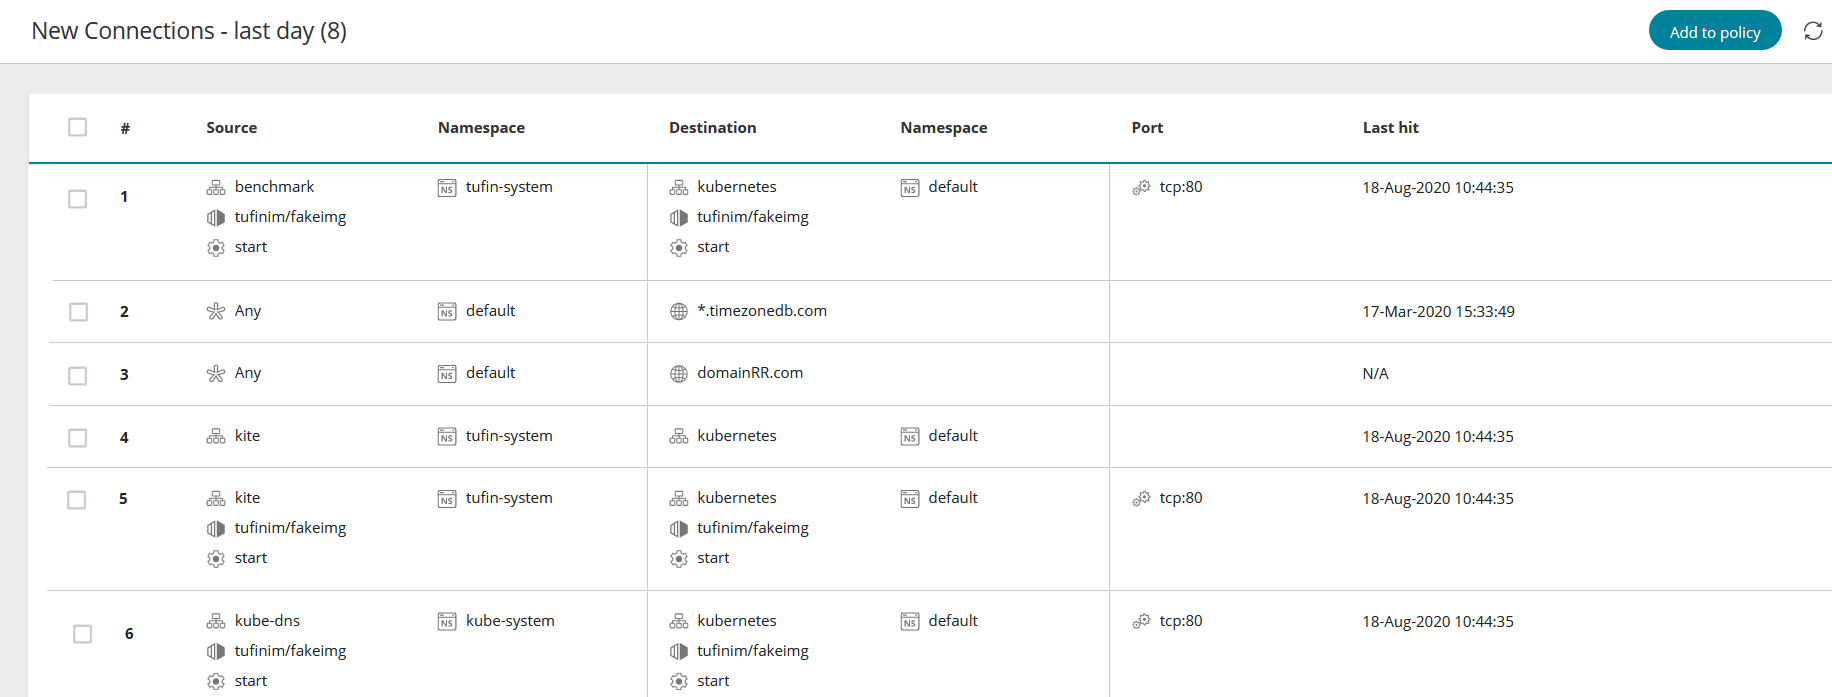 New Connections - last day (8)
Add to policy
# Source Namespace Destination Namespace Port Last hit
1 benchmark NS tufin-system kubernetes NS default tcp:80 18-Aug-2020 10:44:35
tufinim/fakeimg tufinim/fakeimg
start start
2 Any NS default *.timezonedb.com 17-Mar-2020 15:33:49
3 Any NS default domainRR.com N/A
4 kite NS tufin-system kubernetes NS default 18-Aug-2020 10:44:35
5 kite NS tufin-system kubernetes NS default tcp:80 18-Aug-2020 10:44:35
tufinim/fakeimg tufinim/fakeimg
start start
6 kube-dns NS kube-system kubernetes NS default tcp:80 18-Aug-2020 10:44:35
tufinim/fakeimg tufinim/fakeimg
start start